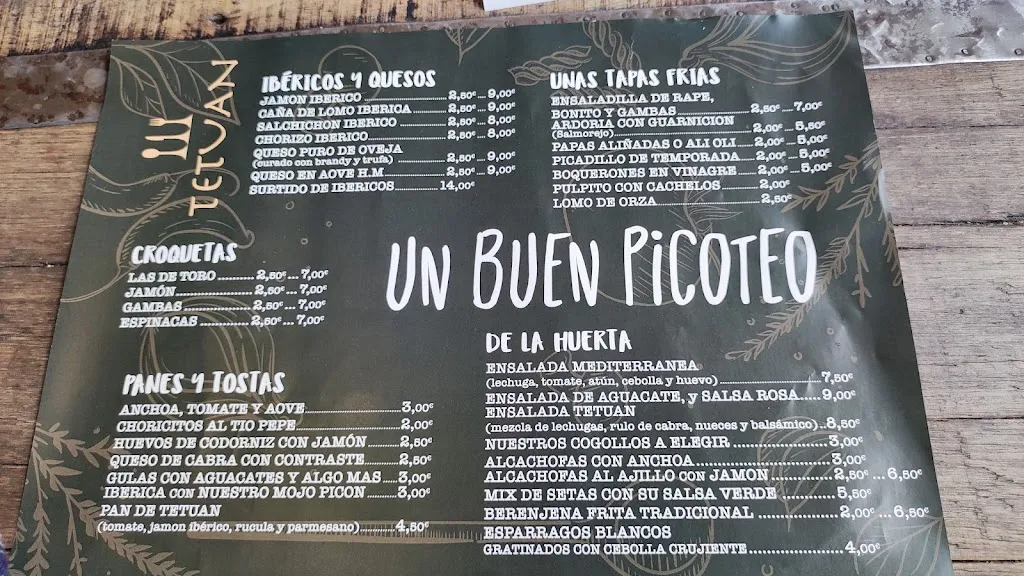 TETUAN
IBÉRICOS Y QUESOS
JAMON IBERICO 2,50€ ... 9,00€
CAÑA DE LOMO IBERICA 2,50€ ... 9,00€
SALCHICHON IBERICO 2,50€ ... 8,00€
CHORIZO IBERICO 2,50€ ... 8,00€
QUESO PURO DE OVEJA
(curado con brandy y trufa) 2,50€ ... 9,00€
QUESO EN AOVE H.M 2,50€ ... 9,00€
SURTIDO DE IBERICOS 14,00€
UNAS TAPAS FRIAS
ENSALADILLA DE RAPE,
BONITO Y GAMBAS 2,50€ ... 7,00€
ARDORIA CON GUARNICION
(Salmorejo) 2,00€ ... 5,50€
PAPAS ALIÑADAS O ALI OLI 2,00€ ... 5,00€
PICADILLO DE TEMPORADA 2,00€ ... 5,00€
BOQUERONES EN VINAGRE 2,00€ ... 5,00€
PULPITO CON CACHELOS 2,00€
LOMO DE ORZA 2,50€
CROQUETAS
LAS DE TORO 2,50€ ... 7,00€
JAMÓN 2,50€ ... 7,00€
GAMBAS 2,50€ ... 7,00€
ESPINACAS 2,50€ ... 7,00€
UN BUEN PiCOTEO
PANES Y TOSTAS
ANCHOA, TOMATE Y AOVE 3,00€
CHORICITOS AL TIO PEPE 2,00€
HUEVOS DE CODORNIZ CON JAMÓN 2,50€
QUESO DE CABRA CON CONTRASTE 2,50€
GULAS CON AGUACATES Y ALGO MAS 3,00€
IBERICA CON NUESTRO MOJO PICON 3,00€
PAN DE TETUAN
(tomate, jamon ibérico, rucula y parmesano) 4,50€
DE LA HUERTA
ENSALADA MEDITERRANEA
(lechuga, tomate, atún, cebolla y huevo) 7,50€
ENSALADA DE AGUACATE, y SALSA ROSA 9,00€
ENSALADA TETUAN
(mezcla de lechugas, rulo de cabra, nueces y balsámico) 8,50€
NUESTROS COGOLLOS A ELEGIR 3,00€
ALCACHOFAS CON ANCHOA 3,00€
ALCACHOFAS AL AJILLO CON JAMON 2,50€ ... 6,50€
MIX DE SETAS CON SU SALSA VERDE 5,50€
BERENJENA FRITA TRADICIONAL 2,00€ ... 6,50€
ESPARRAGOS BLANCOS
GRATINADOS CON CEBOLLA CRUJIENTE 4,00€